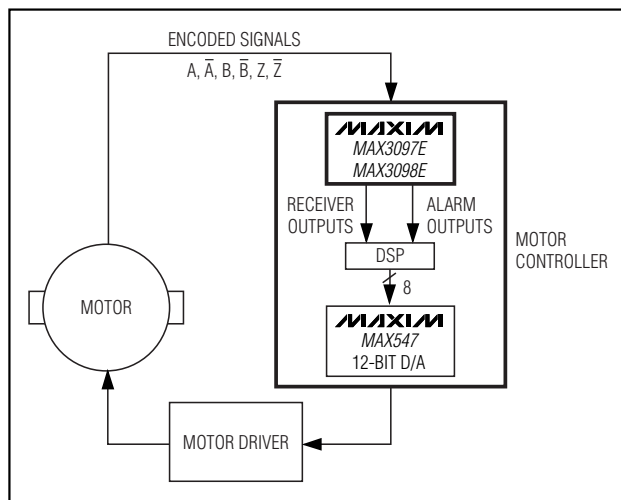 ENCODED SIGNALS
A, A̅, B, B̅, Z, Z̅
MAXIM
MAX3097E
MAX3098E
RECEIVER
OUTPUTS
ALARM
OUTPUTS
DSP
8
MOTOR
CONTROLLER
MOTOR
MAXIM
MAX547
12-BIT D/A
MOTOR DRIVER